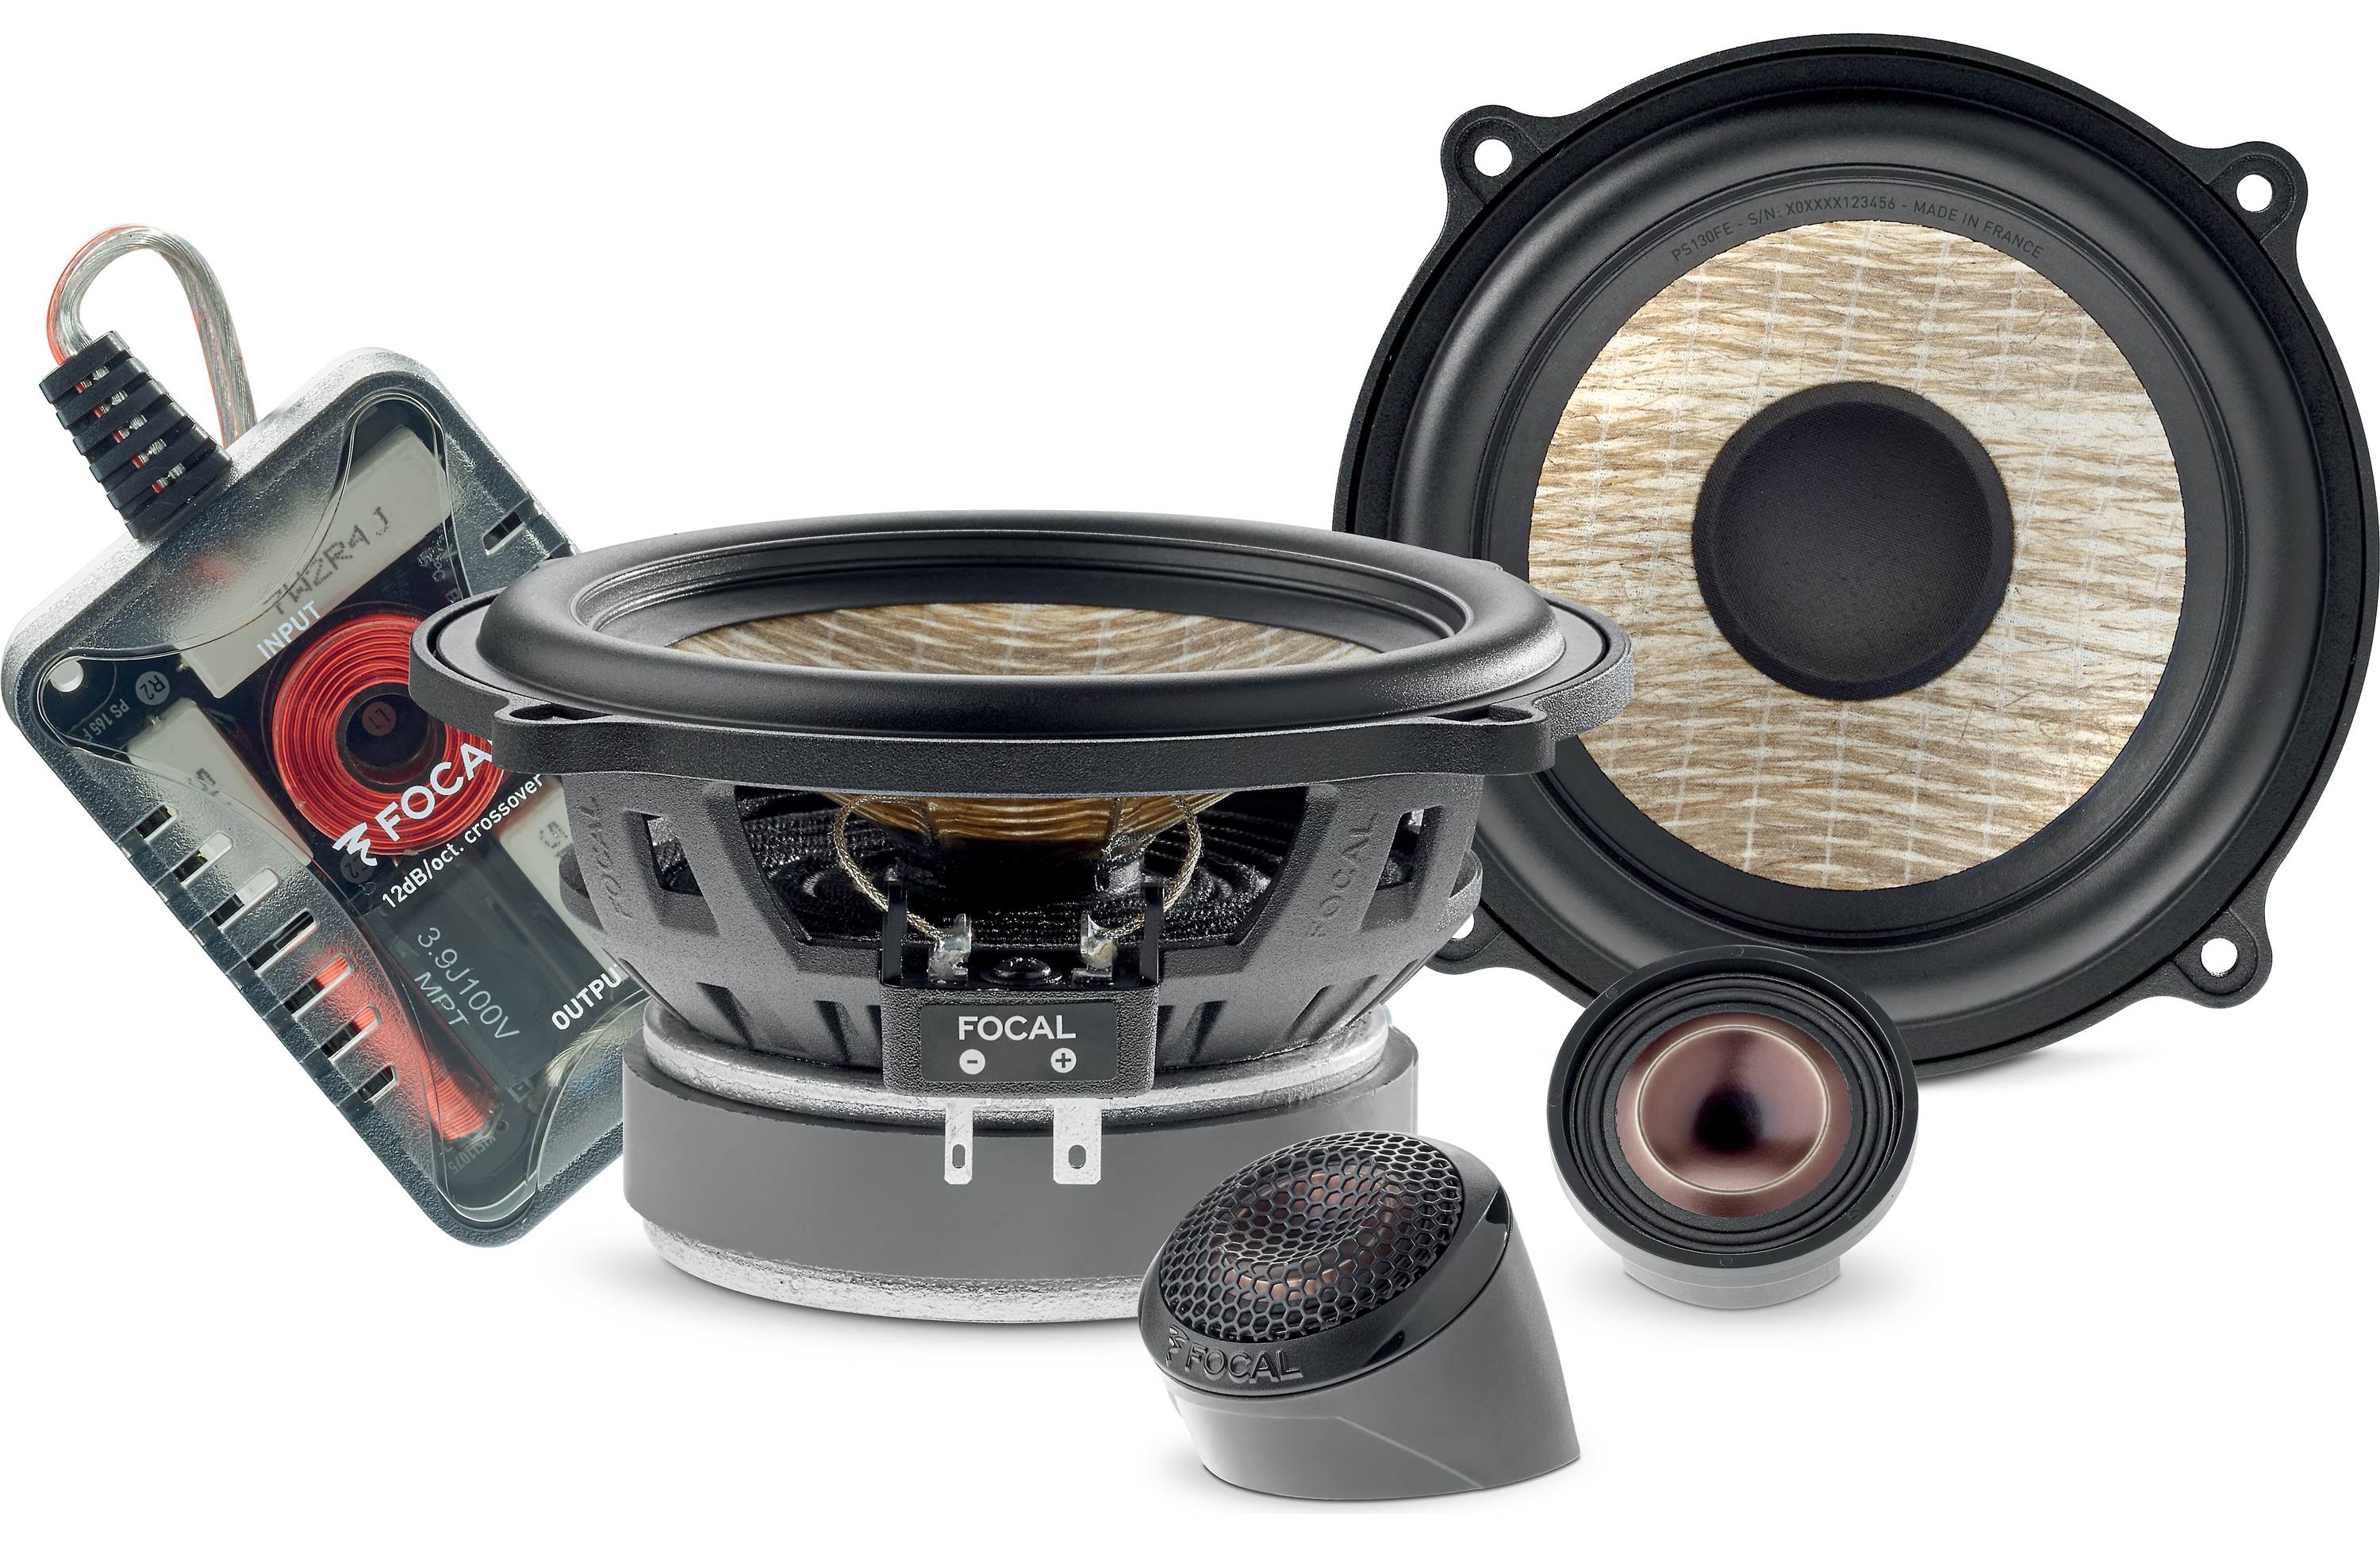 7W2R4J
INPUT
R2
PS 165 F
L1
FOCAL
12dB/oct. crossover
3.9J100V
MPT
OUTPU
FOCAL
FOCAL
FOCAL
- +
PS130FE - S/N: X0XXXX123456 - MADE IN FRANCE
FOCAL